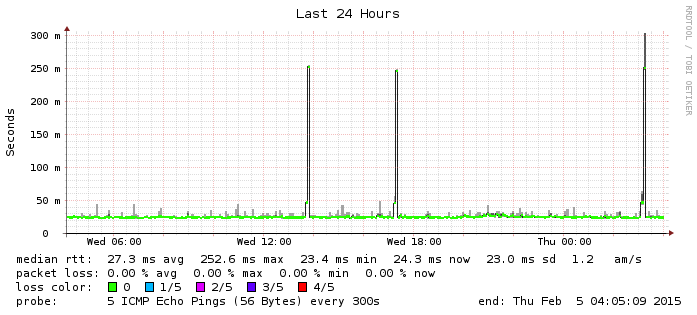 Last 24 Hours
RRDTOOL / TOBI OETIKER
Seconds
300 m
250 m
200 m
150 m
100 m
50 m
0
Wed 06:00 Wed 12:00 Wed 18:00 Thu 00:00
median rtt: 27.3 ms avg 252.6 ms max 23.4 ms min 24.3 ms now 23.0 ms sd 1.2 am/s
packet loss: 0.00 % avg 0.00 % max 0.00 % min 0.00 % now
loss color: 0 1/5 2/5 3/5 4/5
probe: 5 ICMP Echo Pings (56 Bytes) every 300s end: Thu Feb 5 04:05:09 2015